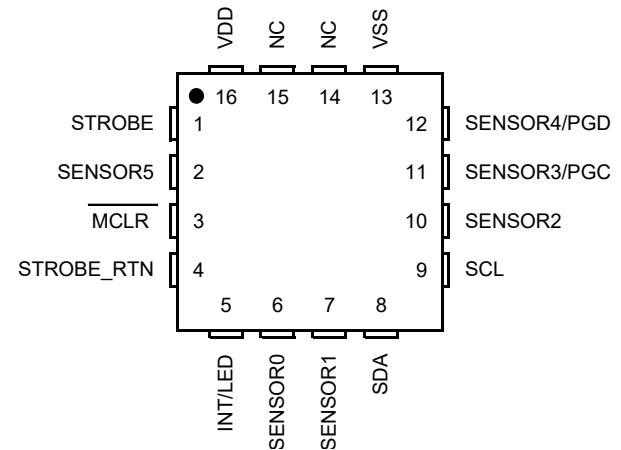 VDD NC NC VSS
16 15 14 13
STROBE 1 12 SENSOR4/PGD
SENSOR5 2 11 SENSOR3/PGC
MCLR 3 10 SENSOR2
STROBE_RTN 4 9 SCL
5 6 7 8
INT/LED SENSOR0 SENSOR1 SDA